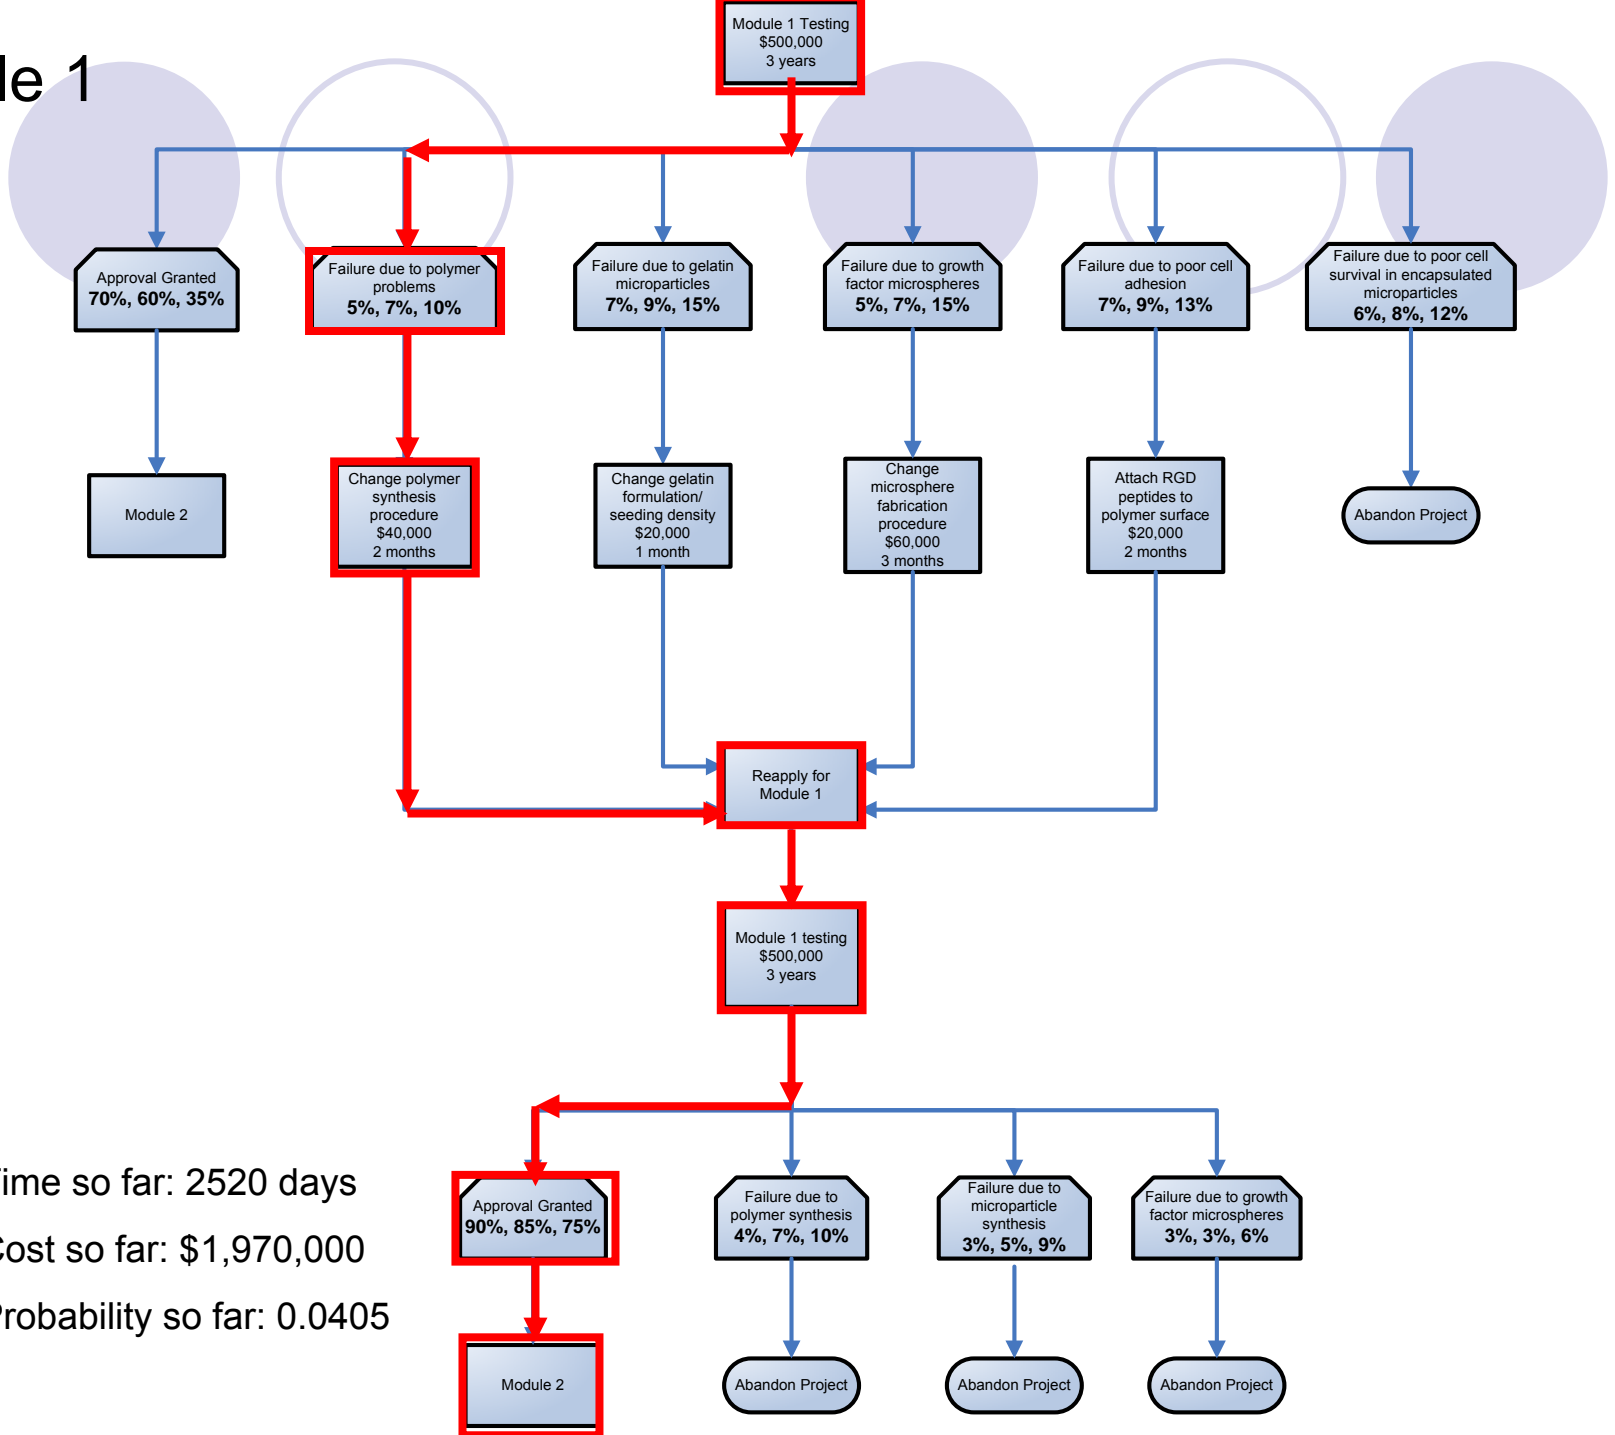 le 1
Module 1 Testing
$500,000
3 years
Approval Granted
70%, 60%, 35%
Failure due to polymer
problems
5%, 7%, 10%
Failure due to gelatin
microparticles
7%, 9%, 15%
Failure due to growth
factor microspheres
5%, 7%, 15%
Failure due to poor cell
adhesion
7%, 9%, 13%
Failure due to poor cell
survival in encapsulated
microparticles
6%, 8%, 12%
Module 2
Change polymer
synthesis
procedure
$40,000
2 months
Change gelatin
formulation/
seeding density
$20,000
1 month
Change
microsphere
fabrication
procedure
$60,000
3 months
Attach RGD
peptides to
polymer surface
$20,000
2 months
Abandon Project
Reapply for
Module 1
Module 1 testing
$500,000
3 years
Time so far: 2520 days
Cost so far: $1,970,000
Probability so far: 0.0405
Approval Granted
90%, 85%, 75%
Failure due to
polymer synthesis
4%, 7%, 10%
Failure due to
microparticle
synthesis
3%, 5%, 9%
Failure due to growth
factor microspheres
3%, 3%, 6%
Module 2
Abandon Project
Abandon Project
Abandon Project